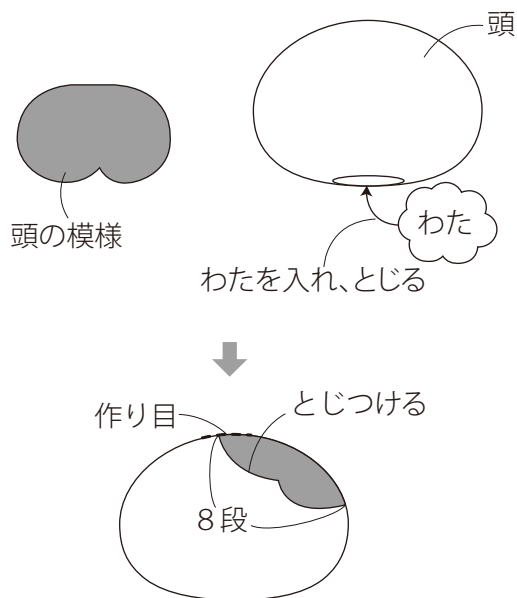 頭
頭の模様
わた
わたを入れ、とじる
作り目
とじつける
8段